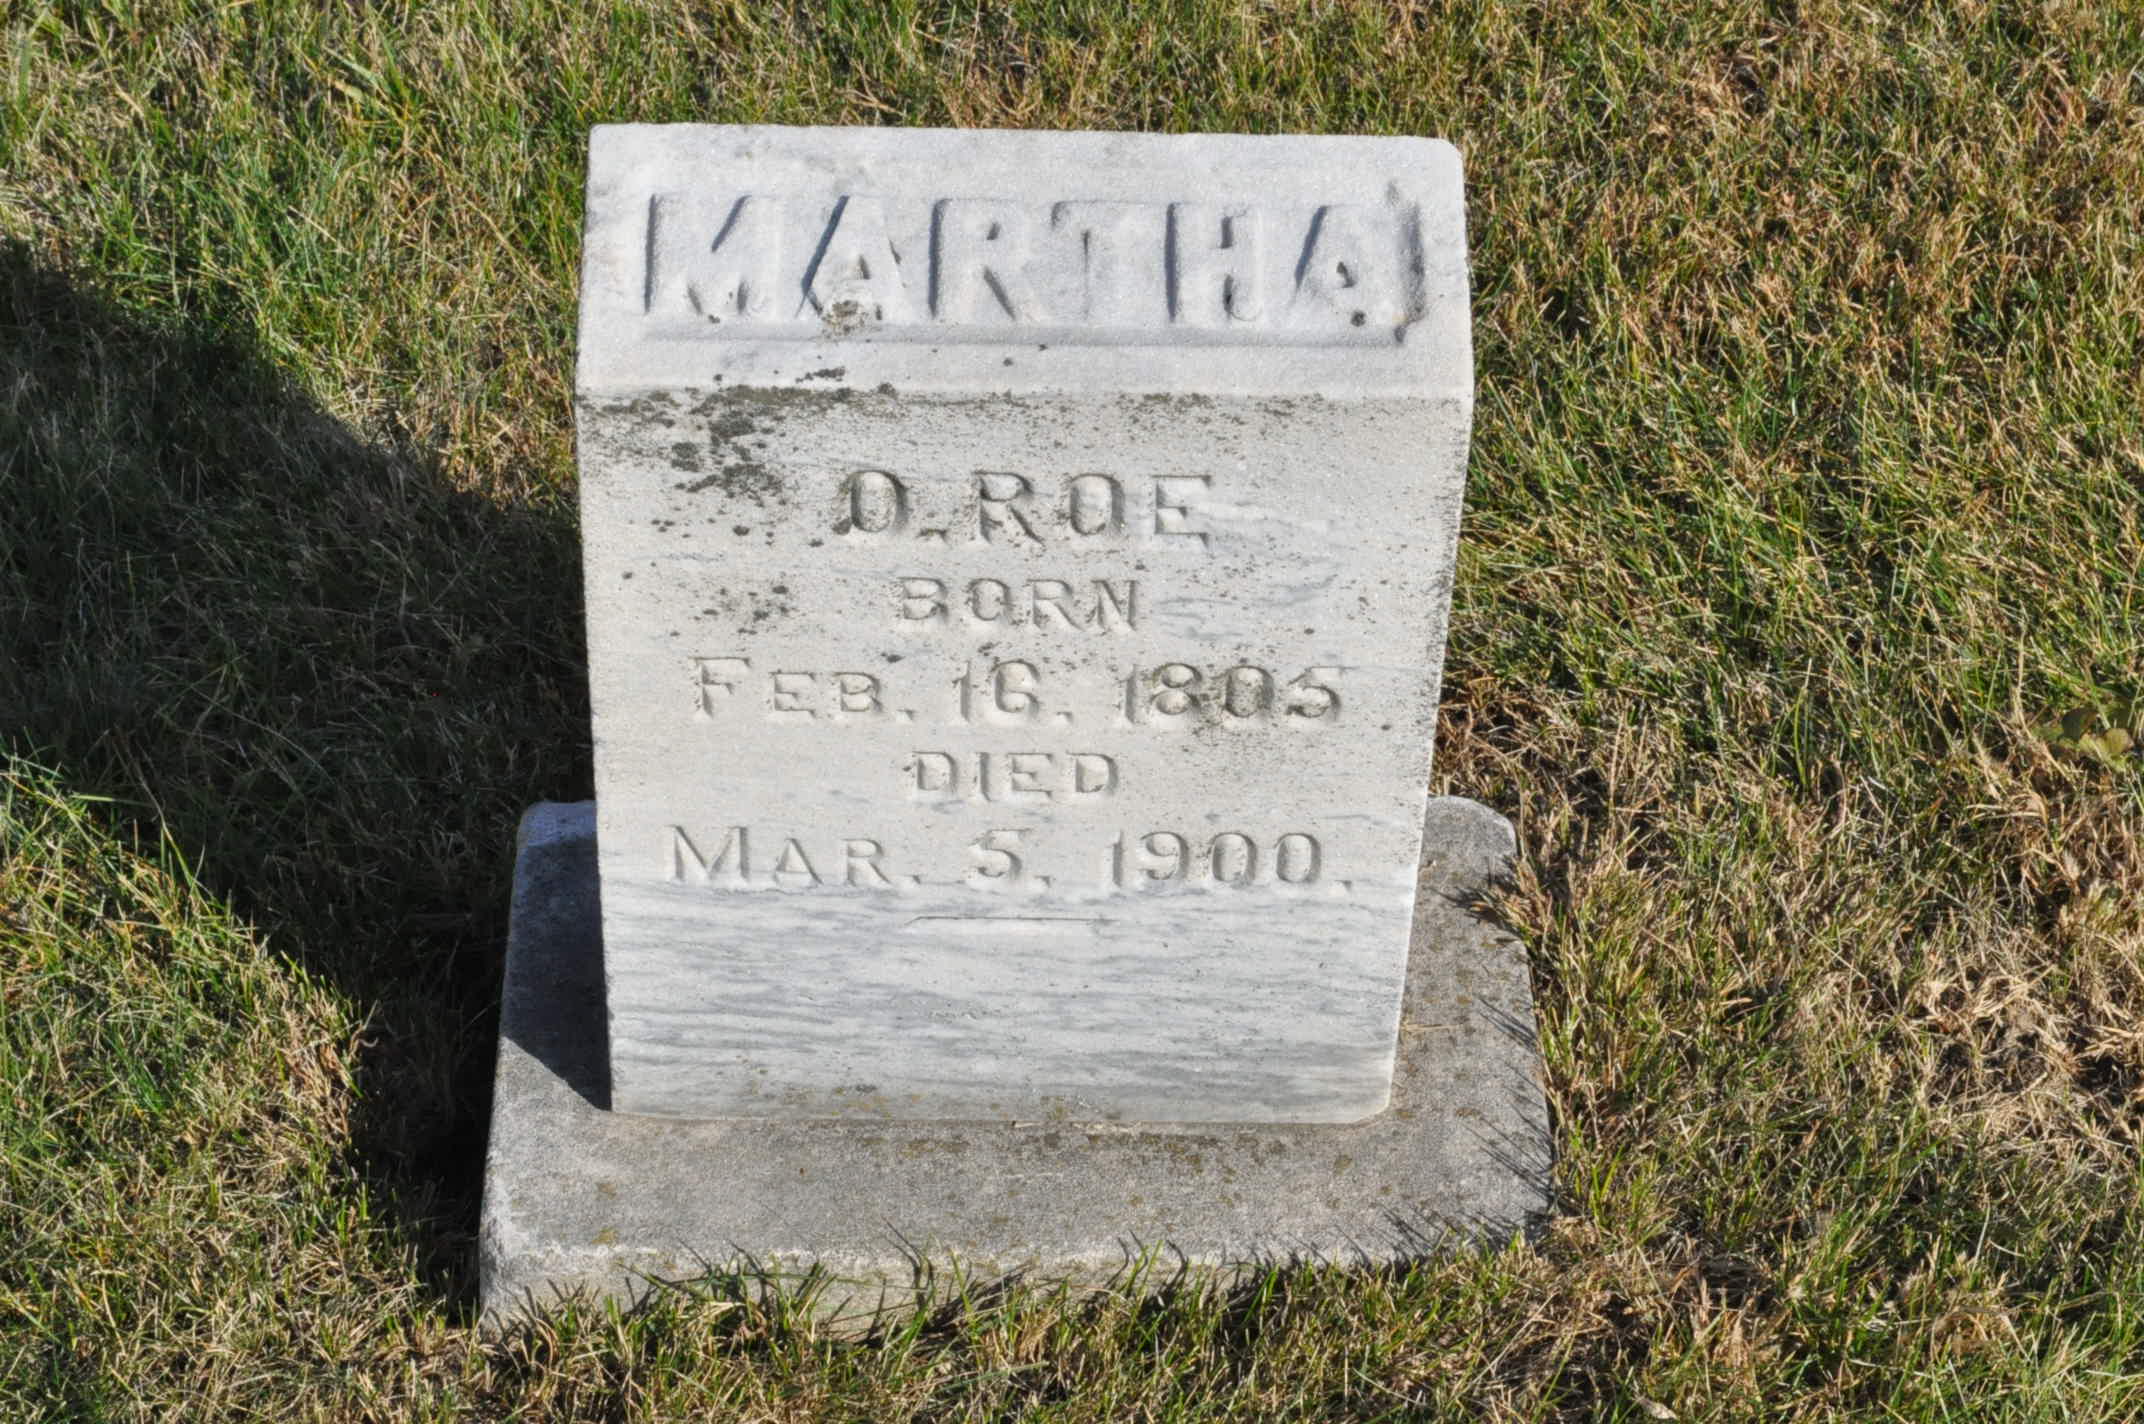 MARTHA
O. ROE
BORN
FEB. 16. 1805
DIED
MAR. 5. 1900.